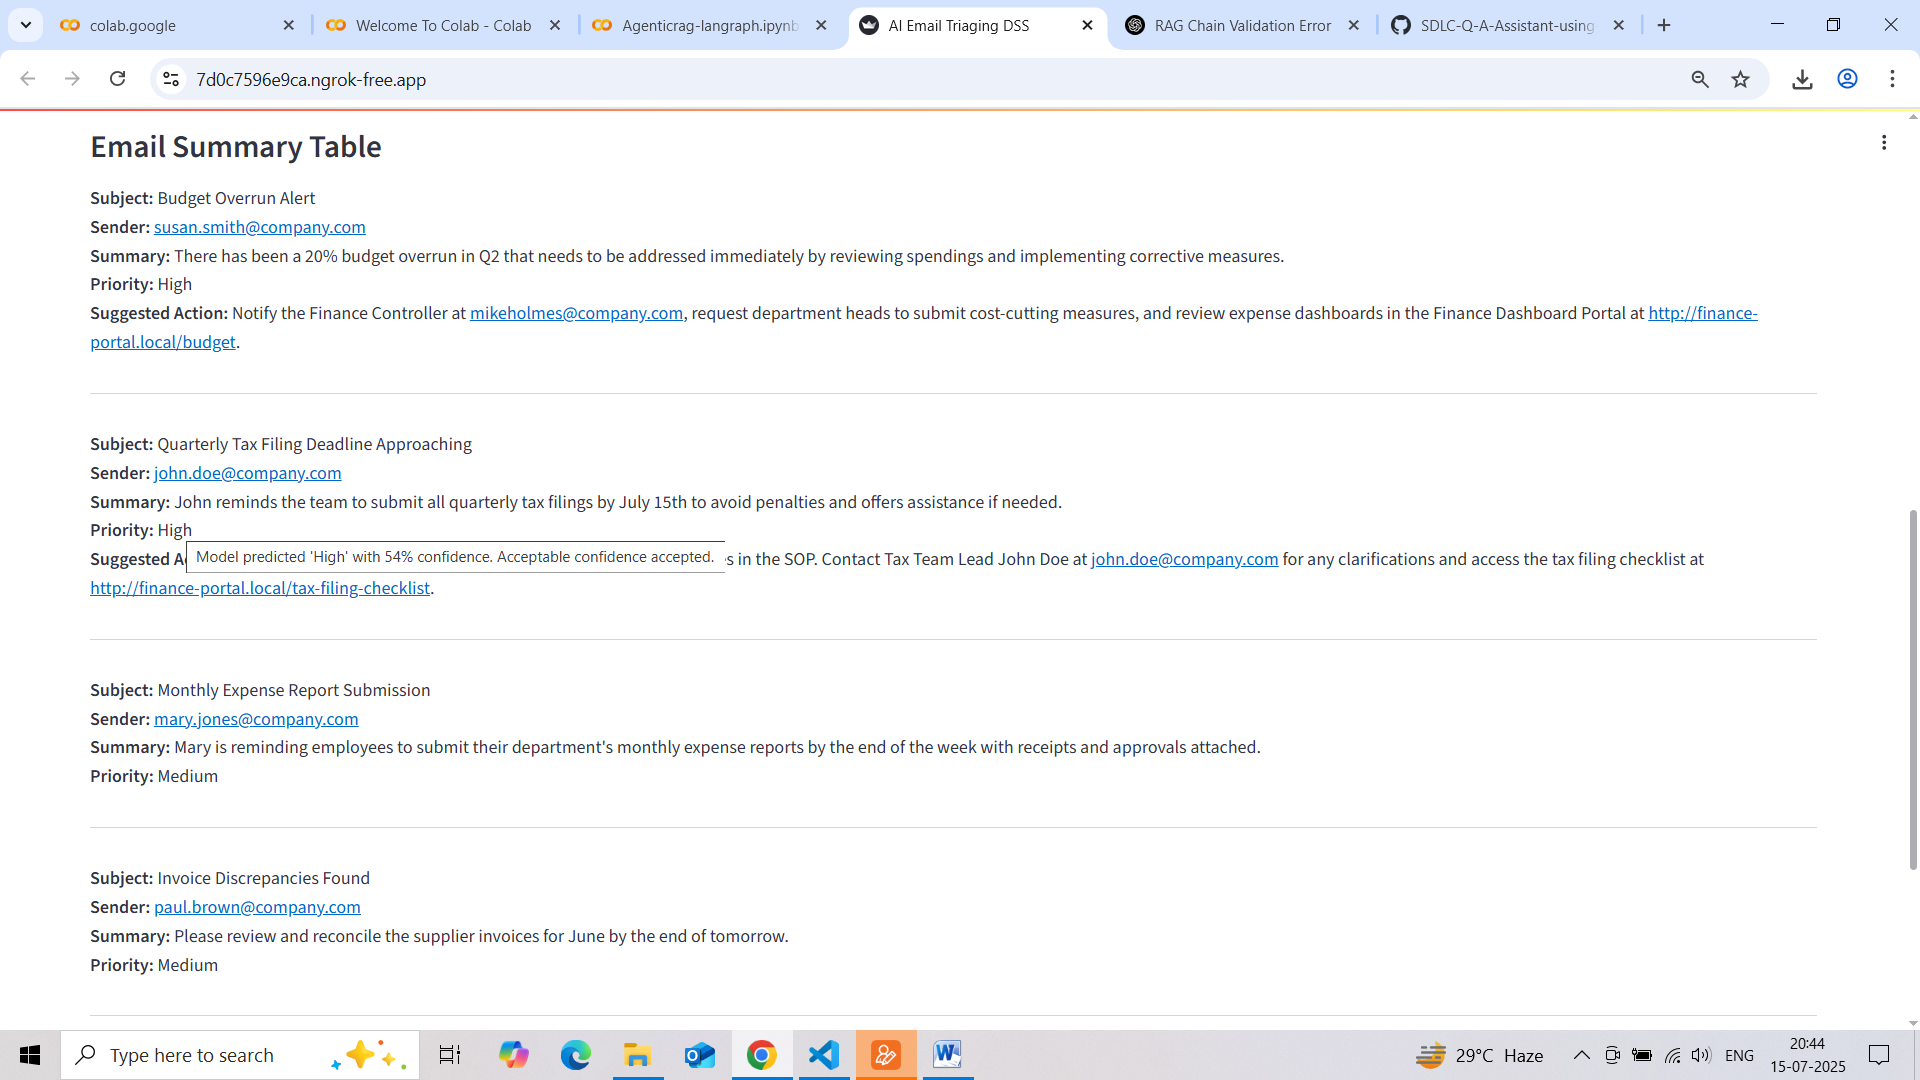 colab.google
Welcome To Colab - Colab
Agenticrag-langraph.ipynb
AI Email Triaging DSS
RAG Chain Validation Error
SDLC-Q-A-Assistant-using
7d0c7596e9ca.ngrok-free.app
Email Summary Table
Subject: Budget Overrun Alert
Sender: susan.smith@company.com
Summary: There has been a 20% budget overrun in Q2 that needs to be addressed immediately by reviewing spendings and implementing corrective measures.
Priority: High
Suggested Action: Notify the Finance Controller at mikeholmes@company.com, request department heads to submit cost-cutting measures, and review expense dashboards in the Finance Dashboard Portal at http://finance-
portal.local/budget.
Subject: Quarterly Tax Filing Deadline Approaching
Sender: john.doe@company.com
Summary: John reminds the team to submit all quarterly tax filings by July 15th to avoid penalties and offers assistance if needed.
Priority: High
Model predicted 'High' with 54% confidence. Acceptable confidence accepted.
Suggested in the SOP. Contact Tax Team Lead John Doe at john.doe@company.com for any clarifications and access the tax filing checklist at
http://finance-portal.local/tax-filing-checklist.
Subject: Monthly Expense Report Submission
Sender: mary.jones@company.com
Summary: Mary is reminding employees to submit their department's monthly expense reports by the end of the week with receipts and approvals attached.
Priority: Medium
Subject: Invoice Discrepancies Found
Sender: paul.brown@company.com
Summary: Please review and reconcile the supplier invoices for June by the end of tomorrow.
Priority: Medium
Type here to search
29°C Haze
ENG
20:44
15-07-2025